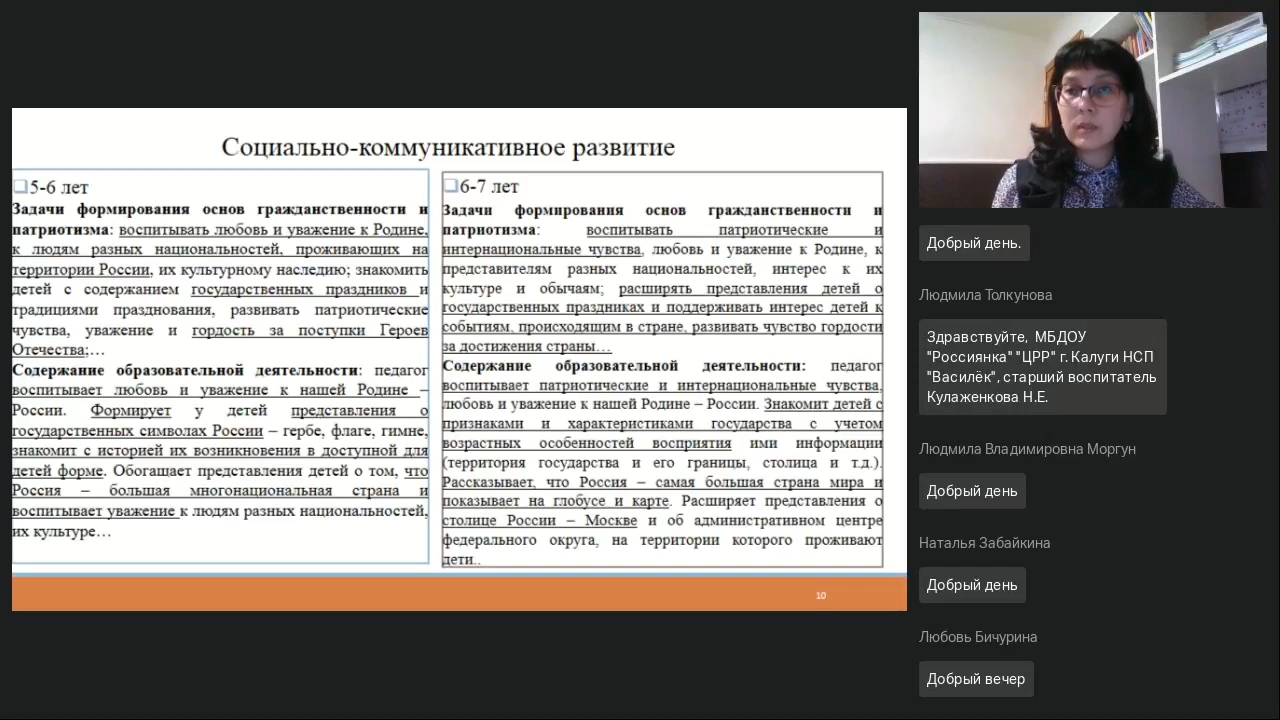 Социально-коммуникативное развитие
5-6 лет
Задачи формирования основ гражданственности и
патриотизма: воспитывать любовь и уважение к Родине,
к людям разных национальностей, проживающих на
территории России, их культурному наследию; знакомить
детей с содержанием государственных праздников и
традициями празднования, развивать патриотические
чувства, уважение и гордость за поступки Героев
Отечества;…
Содержание образовательной деятельности: педагог
воспитывает любовь и уважение к нашей Родине –
России. Формирует у детей представления о
государственных символах России – гербе, флаге, гимне,
знакомит с историей их возникновения в доступной для
детей форме. Обогащает представления детей о том, что
Россия – большая многонациональная страна и
воспитывает уважение к людям разных национальностей,
их культуре…
6-7 лет
Задачи формирования основ гражданственности и
патриотизма: воспитывать патриотические и
интернациональные чувства, любовь и уважение к Родине, к
представителям разных национальностей, интерес к их
культуре и обычаям; расширять представления детей о
государственных праздниках и поддерживать интерес детей к
событиям, происходящим в стране, развивать чувство гордости
за достижения страны…
Содержание образовательной деятельности: педагог
воспитывает патриотические и интернациональные чувства,
любовь и уважение к нашей Родине – России. Знакомит детей с
признаками и характеристиками государства с учетом
возрастных особенностей восприятия ими информации
(территория государства и его границы, столица и т.д.).
Рассказывает, что Россия – самая большая страна мира и
показывает на глобусе и карте. Расширяет представления о
столице России – Москве и об административном центре
федерального округа, на территории которого проживают
дети..
10
Добрый день.
Людмила Толкунова
Здравствуйте, МБДОУ
"Россиянка" "ЦРР" г. Калуги НСП
"Василёк", старший воспитатель
Кулаженкова Н.Е.
Людмила Владимировна Моргун
Добрый день
Наталья Забайкина
Добрый день
Любовь Бичурина
Добрый вечер